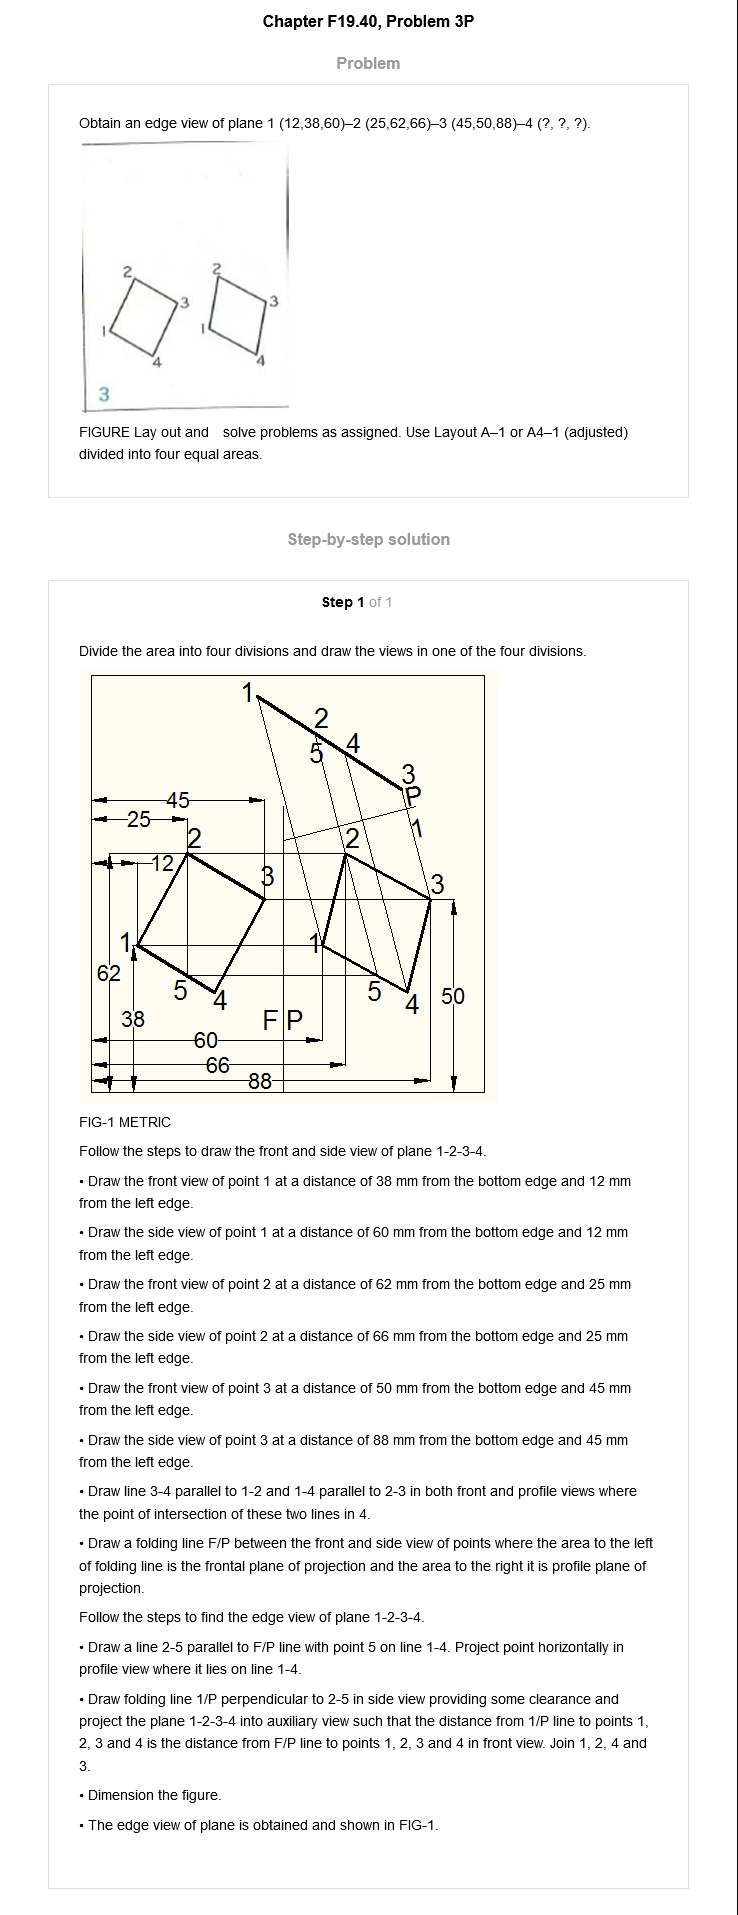 Chapter F19.40, Problem 3P
Problem
Obtain an edge view of plane 1 (12,38,60)–2 (25,62,66)–3 (45,50,88)–4 (?, ?, ?).
2
2
3
3
1
1
4
4
3
FIGURE Lay out and solve problems as assigned. Use Layout A–1 or A4–1 (adjusted)
divided into four equal areas.
Step-by-step solution
Step 1 of 1
Divide the area into four divisions and draw the views in one of the four divisions.
1
2
5
4
3
P
1
45
25
2
2
12
3
3
1
1
62
5
4
5
4
50
38
F P
60
66
88
FIG-1 METRIC
Follow the steps to draw the front and side view of plane 1-2-3-4.
• Draw the front view of point 1 at a distance of 38 mm from the bottom edge and 12 mm
from the left edge.
• Draw the side view of point 1 at a distance of 60 mm from the bottom edge and 12 mm
from the left edge.
• Draw the front view of point 2 at a distance of 62 mm from the bottom edge and 25 mm
from the left edge.
• Draw the side view of point 2 at a distance of 66 mm from the bottom edge and 25 mm
from the left edge.
• Draw the front view of point 3 at a distance of 50 mm from the bottom edge and 45 mm
from the left edge.
• Draw the side view of point 3 at a distance of 88 mm from the bottom edge and 45 mm
from the left edge.
• Draw line 3-4 parallel to 1-2 and 1-4 parallel to 2-3 in both front and profile views where
the point of intersection of these two lines in 4.
• Draw a folding line F/P between the front and side view of points where the area to the left
of folding line is the frontal plane of projection and the area to the right it is profile plane of
projection.
Follow the steps to find the edge view of plane 1-2-3-4.
• Draw a line 2-5 parallel to F/P line with point 5 on line 1-4. Project point horizontally in
profile view where it lies on line 1-4.
• Draw folding line 1/P perpendicular to 2-5 in side view providing some clearance and
project the plane 1-2-3-4 into auxiliary view such that the distance from 1/P line to points 1,
2, 3 and 4 is the distance from F/P line to points 1, 2, 3 and 4 in front view. Join 1, 2, 4 and
3.
• Dimension the figure.
• The edge view of plane is obtained and shown in FIG-1.